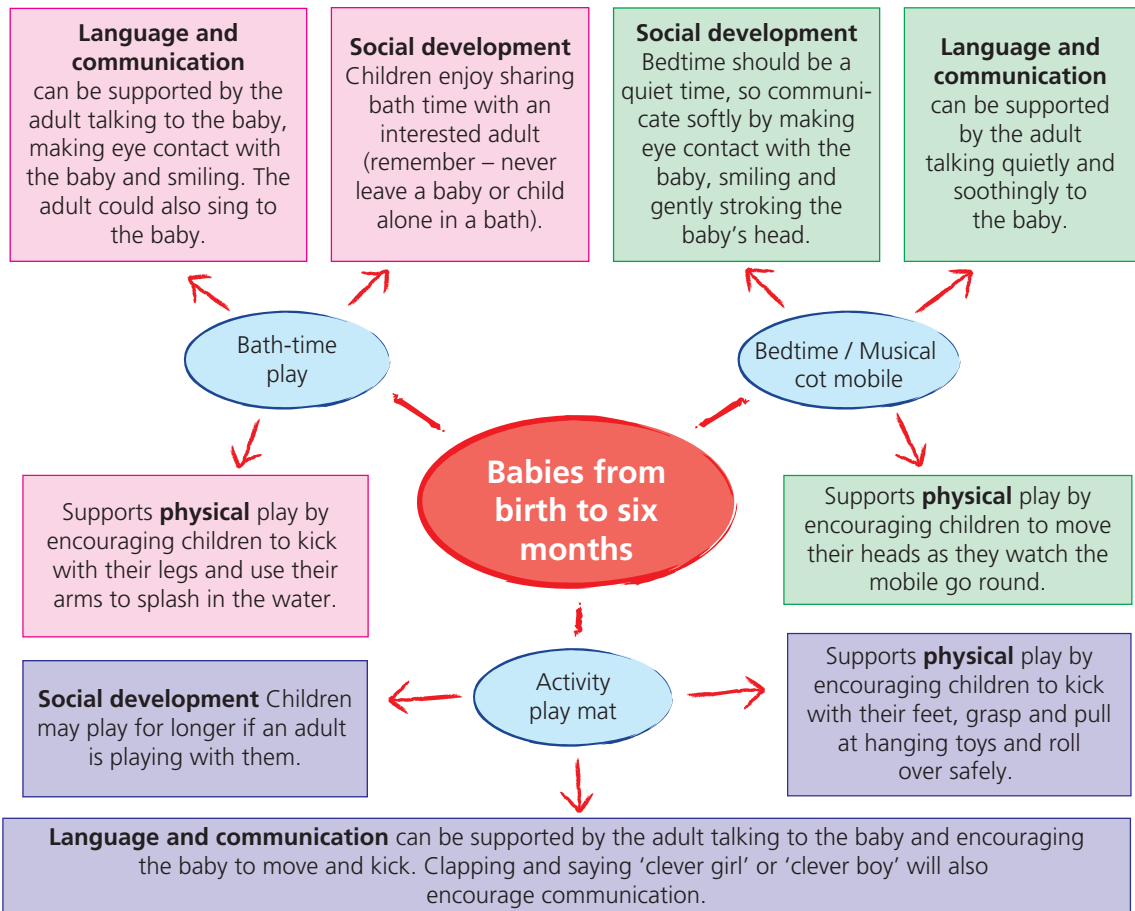 Language and
communication
can be supported by the
adult talking to the baby,
making eye contact with
the baby and smiling. The
adult could also sing to
the baby.
Social development
Children enjoy sharing
bath time with an
interested adult
(remember – never
leave a baby or child
alone in a bath).
Social development
Bedtime should be a
quiet time, so communi-
cate softly by making
eye contact with the
baby, smiling and
gently stroking the
baby’s head.
Language and
communication
can be supported
by the adult
talking quietly and
soothingly to
the baby.
Bath-time
play
Bedtime / Musical
cot mobile
Babies from
birth to six
months
Supports physical play by
encouraging children to kick
with their legs and use their
arms to splash in the water.
Supports physical play by
encouraging children to move
their heads as they watch the
mobile go round.
Social development Children
may play for longer if an adult
is playing with them.
Activity
play mat
Supports physical play by
encouraging children to kick
with their feet, grasp and pull
at hanging toys and roll
over safely.
Language and communication can be supported by the adult talking to the baby and encouraging
the baby to move and kick. Clapping and saying ‘clever girl’ or ‘clever boy’ will also
encourage communication.